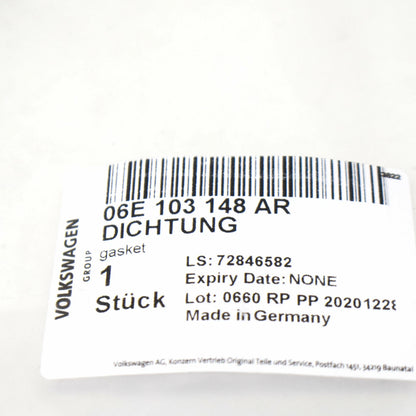 3822
06E 103 148 AR
DICHTUNG
gasket
1
Stück
LS: 72846582
Expiry Date: NONE
Lot: 0660 RP PP 20201228
Made in Germany
VOLKSWAGEN
GROUP
Volkswagen AG, Konzern Vertrieb Original Teile und Service, Postfach 1451, 34219 Baunatal